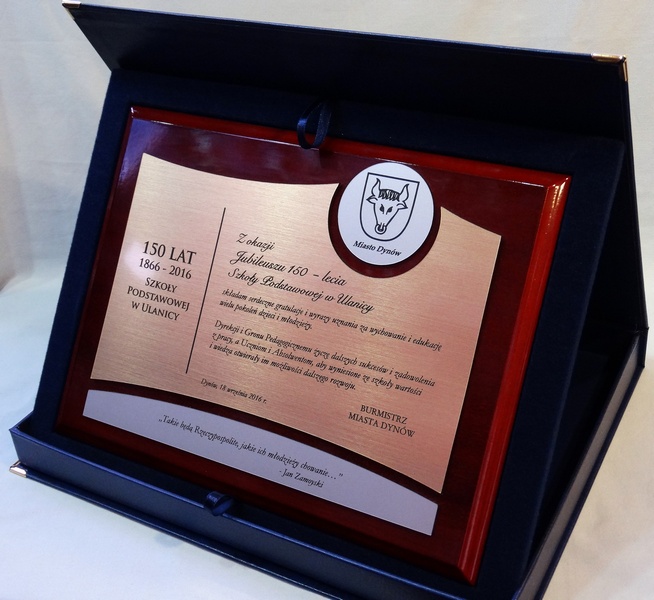 150 LAT
1866 - 2016
SZKOŁY
PODSTAWOWEJ
W ULANICY
Miasto Dynów
Z okazji
Jubileuszu 150 – lecia
Szkoły Podstawowej w Ulanicy
składam serdeczne gratulacje i wyrazy uznania za wychowanie i edukację
wielu pokoleń dzieci i młodzieży.
Dyrekcji i Gronu Pedagogicznemu życzę dalszych sukcesów i zadowolenia
z pracy, a Uczniom i Absolwentom, aby wyniesione ze szkoły wartości
i wiedza otwierały im możliwości dalszego rozwoju.
Dynów, 18 września 2016 r.
BURMISTRZ
MIASTA DYNÓW
„Takie będą Rzeczypospolite, jakie ich młodzieży chowanie..."
- Jan Zamoyski